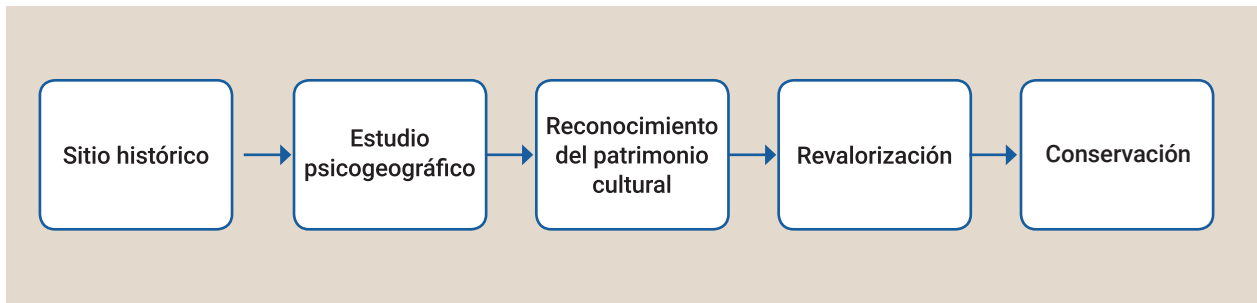 Sitio histórico
Estudio
psicogeográfico
Reconocimiento
del patrimonio
cultural
Revalorización
Conservación